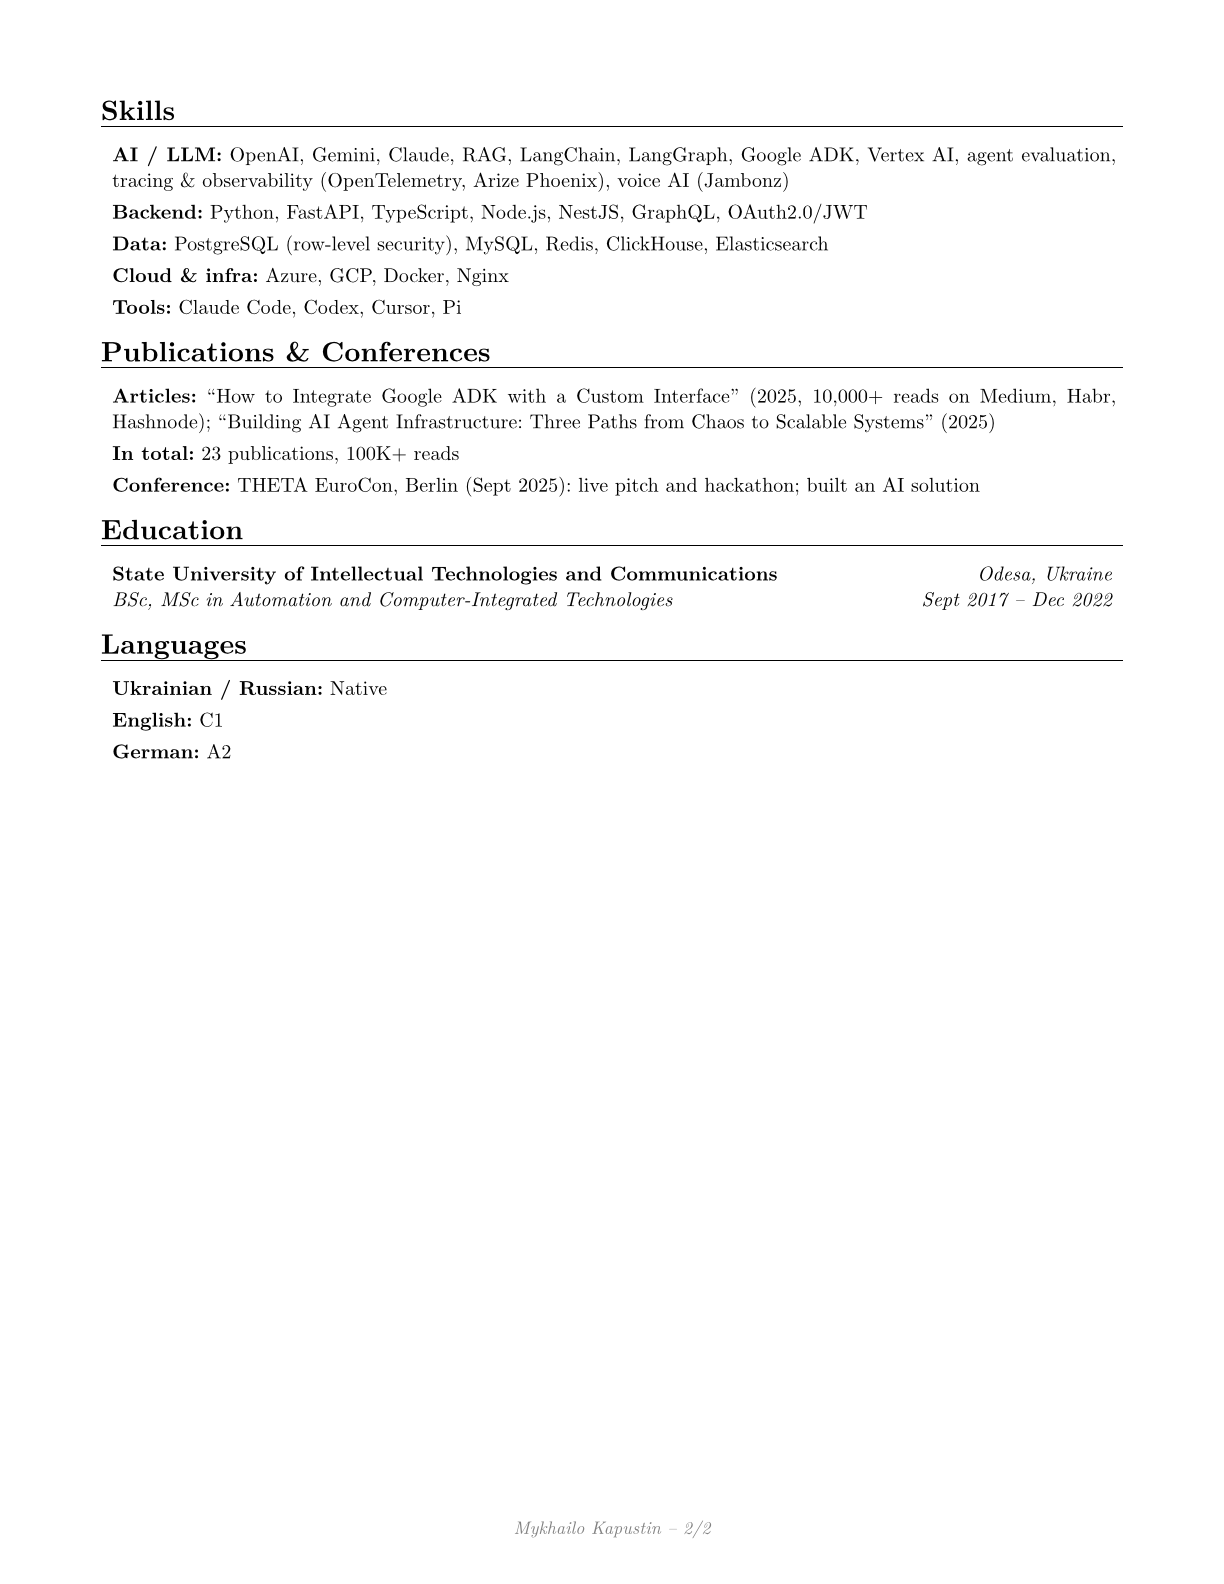 Skills
AI / LLM: OpenAI, Gemini, Claude, RAG, LangChain, LangGraph, Google ADK, Vertex AI, agent evaluation,
tracing & observability (OpenTelemetry, Arize Phoenix), voice AI (Jambonz)
Backend: Python, FastAPI, TypeScript, Node.js, NestJS, GraphQL, OAuth2.0/JWT
Data: PostgreSQL (row-level security), MySQL, Redis, ClickHouse, Elasticsearch
Cloud & infra: Azure, GCP, Docker, Nginx
Tools: Claude Code, Codex, Cursor, Pi
Publications & Conferences
Articles: “How to Integrate Google ADK with a Custom Interface” (2025, 10,000+ reads on Medium, Habr,
Hashnode); “Building AI Agent Infrastructure: Three Paths from Chaos to Scalable Systems” (2025)
In total: 23 publications, 100K+ reads
Conference: THETA EuroCon, Berlin (Sept 2025): live pitch and hackathon; built an AI solution
Education
State University of Intellectual Technologies and Communications Odesa, Ukraine
BSc, MSc in Automation and Computer-Integrated Technologies Sept 2017 – Dec 2022
Languages
Ukrainian / Russian: Native
English: C1
German: A2
Mykhailo Kapustin – 2/2